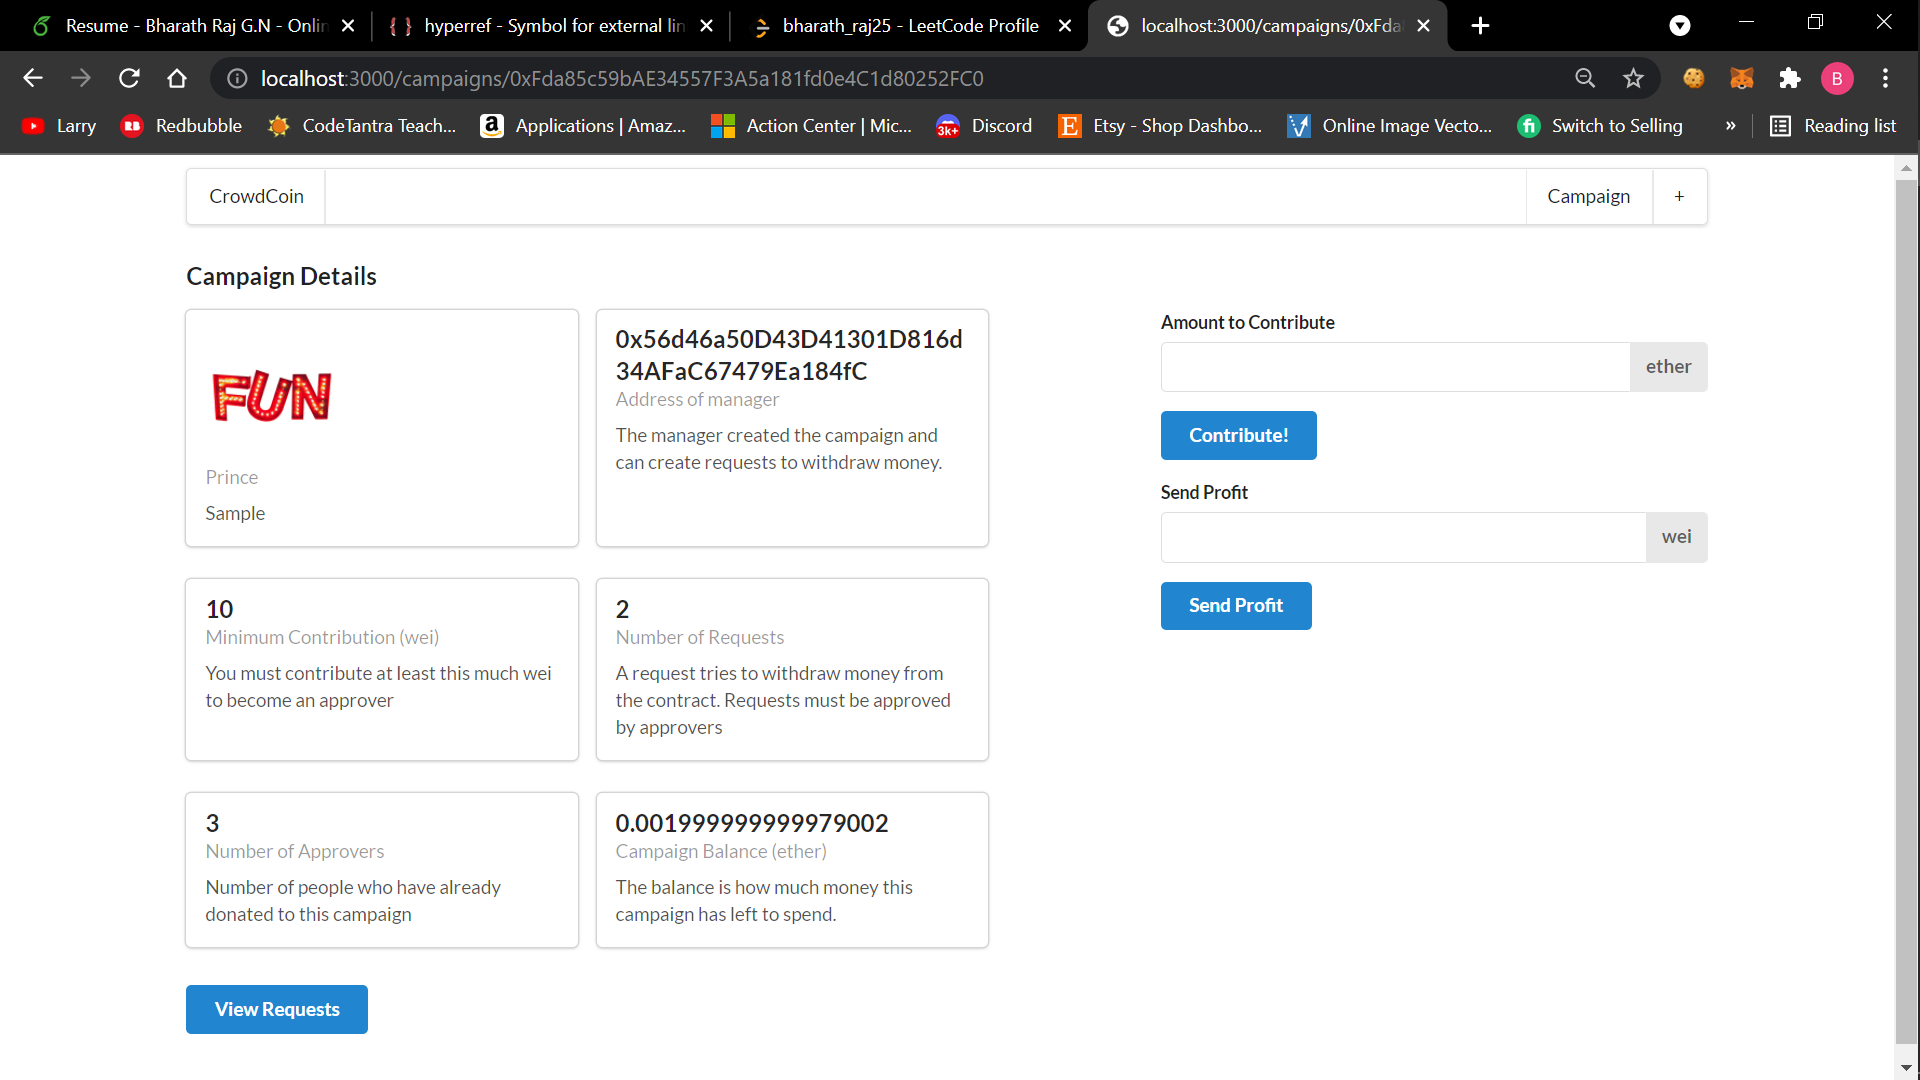 Resume - Bharath Raj G.N - Onlin
hyperref - Symbol for external lin
bharath_raj25 - LeetCode Profile
localhost:3000/campaigns/0xFda
localhost:3000/campaigns/0xFda85c59bAE34557F3A5a181fd0e4C1d80252FC0
B
Larry
Redbubble
CodeTantra Teach...
a
Applications | Amaz...
Action Center | Mic...
3k+
Discord
E
Etsy - Shop Dashbo...
Online Image Vecto...
fi
Switch to Selling
»
Reading list
CrowdCoin
Campaign
+
Campaign Details
FUN
Prince
Sample
0x56d46a50D43D41301D816d
34AFaC67479Ea184fC
Address of manager
The manager created the campaign and
can create requests to withdraw money.
10
Minimum Contribution (wei)
You must contribute at least this much wei
to become an approver
2
Number of Requests
A request tries to withdraw money from
the contract. Requests must be approved
by approvers
3
Number of Approvers
Number of people who have already
donated to this campaign
0.001999999999979002
Campaign Balance (ether)
The balance is how much money this
campaign has left to spend.
View Requests
Amount to Contribute
ether
Contribute!
Send Profit
wei
Send Profit